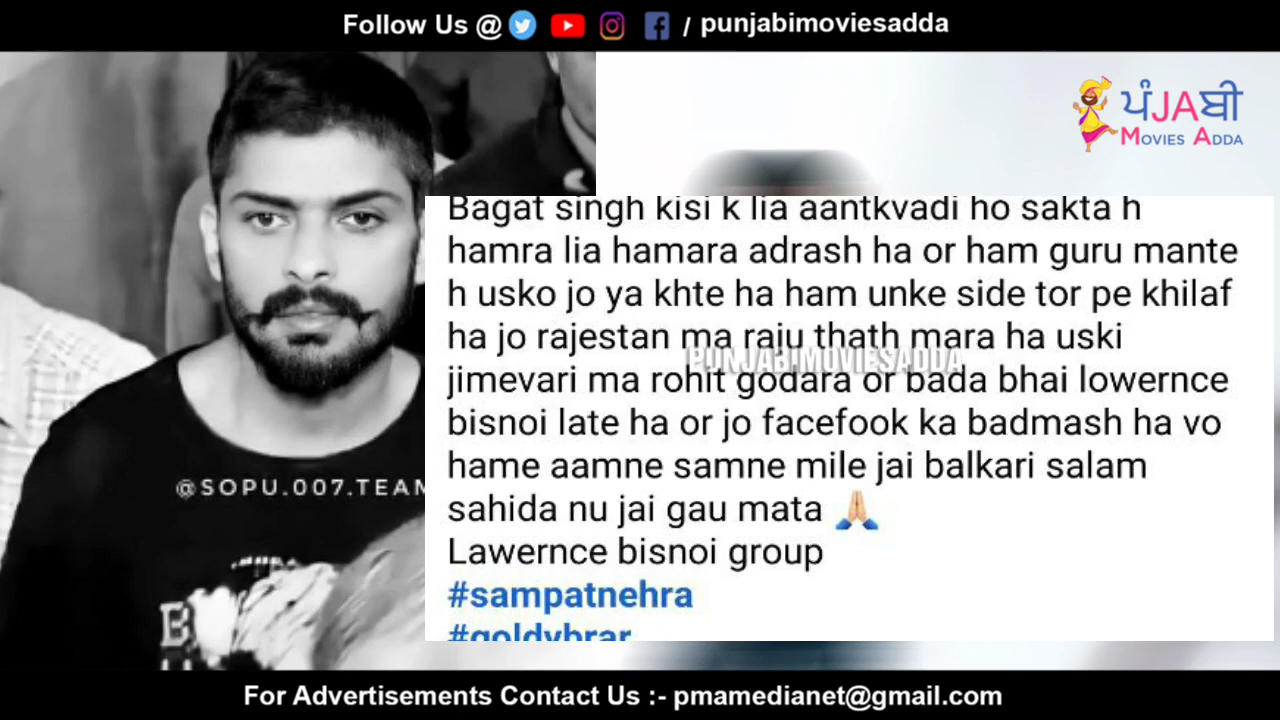 Follow Us @ / punjabimoviesadda
ਪੰJAਬੀ
MOVIES ADDA
Bagat singh kisi k lia aantkvadi ho sakta h
hamra lia hamara adrash ha or ham guru mante
h usko jo ya khte ha ham unke side tor pe khilaf
ha jo rajestan ma raju thath mara ha uski
PUNJABIMOVIESADDA
jimevari ma rohit godara or bada bhai lowernce
bisnoi late ha or jo facefook ka badmash ha vo
hame aamne samne mile jai balkari salam
sahida nu jai gau mata 🙏🏼
Lawernce bisnoi group
#sampatnehra
#goldybrar
@SOPU.007.TEAM
For Advertisements Contact Us :- pmamedianet@gmail.com